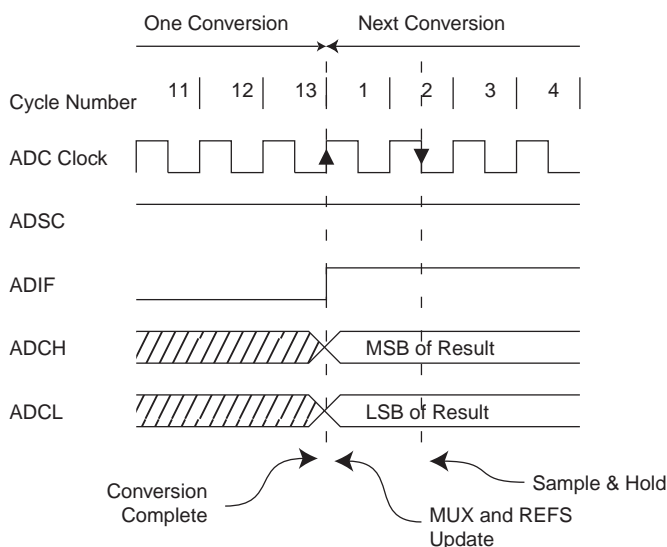 One Conversion Next Conversion
Cycle Number 11 12 13 1 2 3 4
ADC Clock
ADSC
ADIF
ADCH MSB of Result
ADCL LSB of Result
Conversion
Complete
MUX and REFS
Update
Sample & Hold